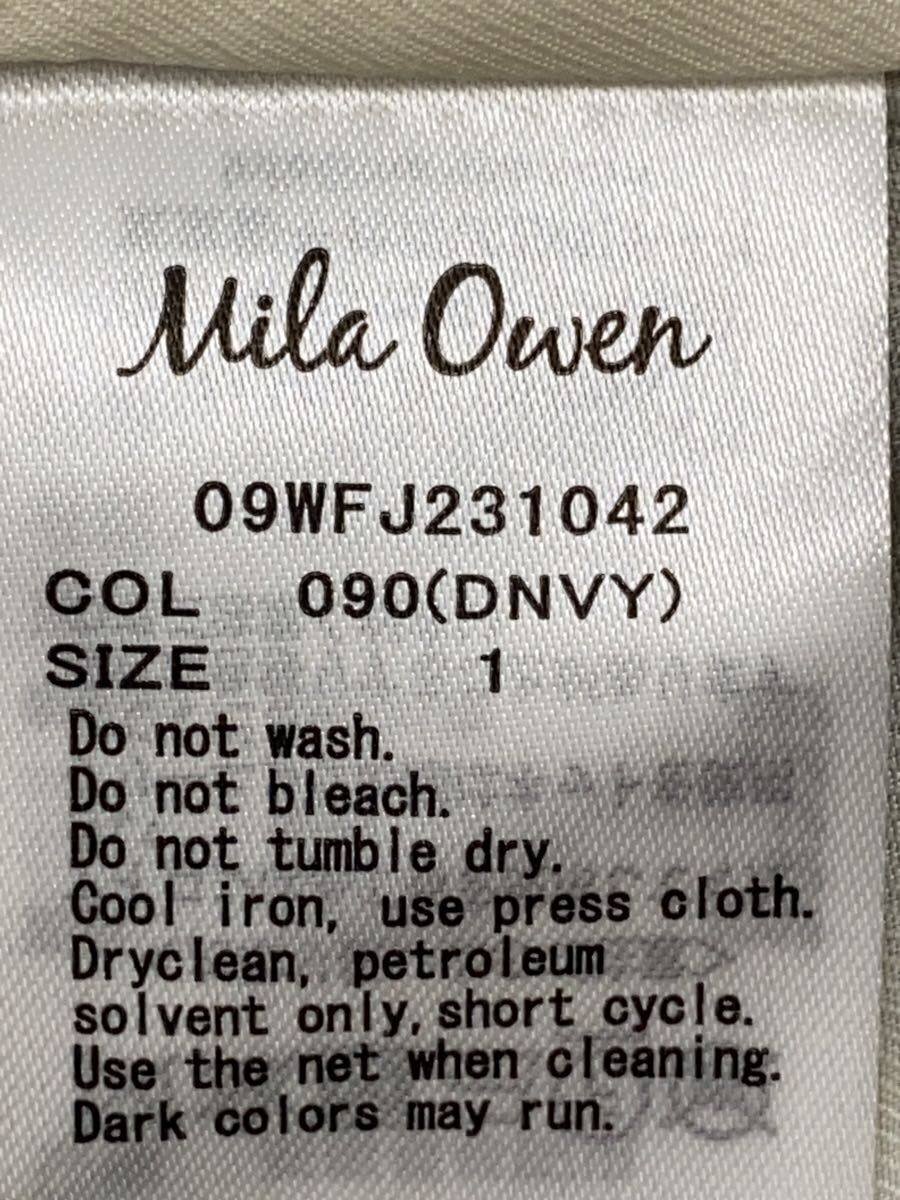 Mila Owen
09WFJ231042
COL 090(DNVY)
SIZE 1
Do not wash.
Do not bleach.
Do not tumble dry.
Cool iron, use press cloth.
Dryclean, petroleum
solvent only, short cycle.
Use the net when cleaning.
Dark colors may run.